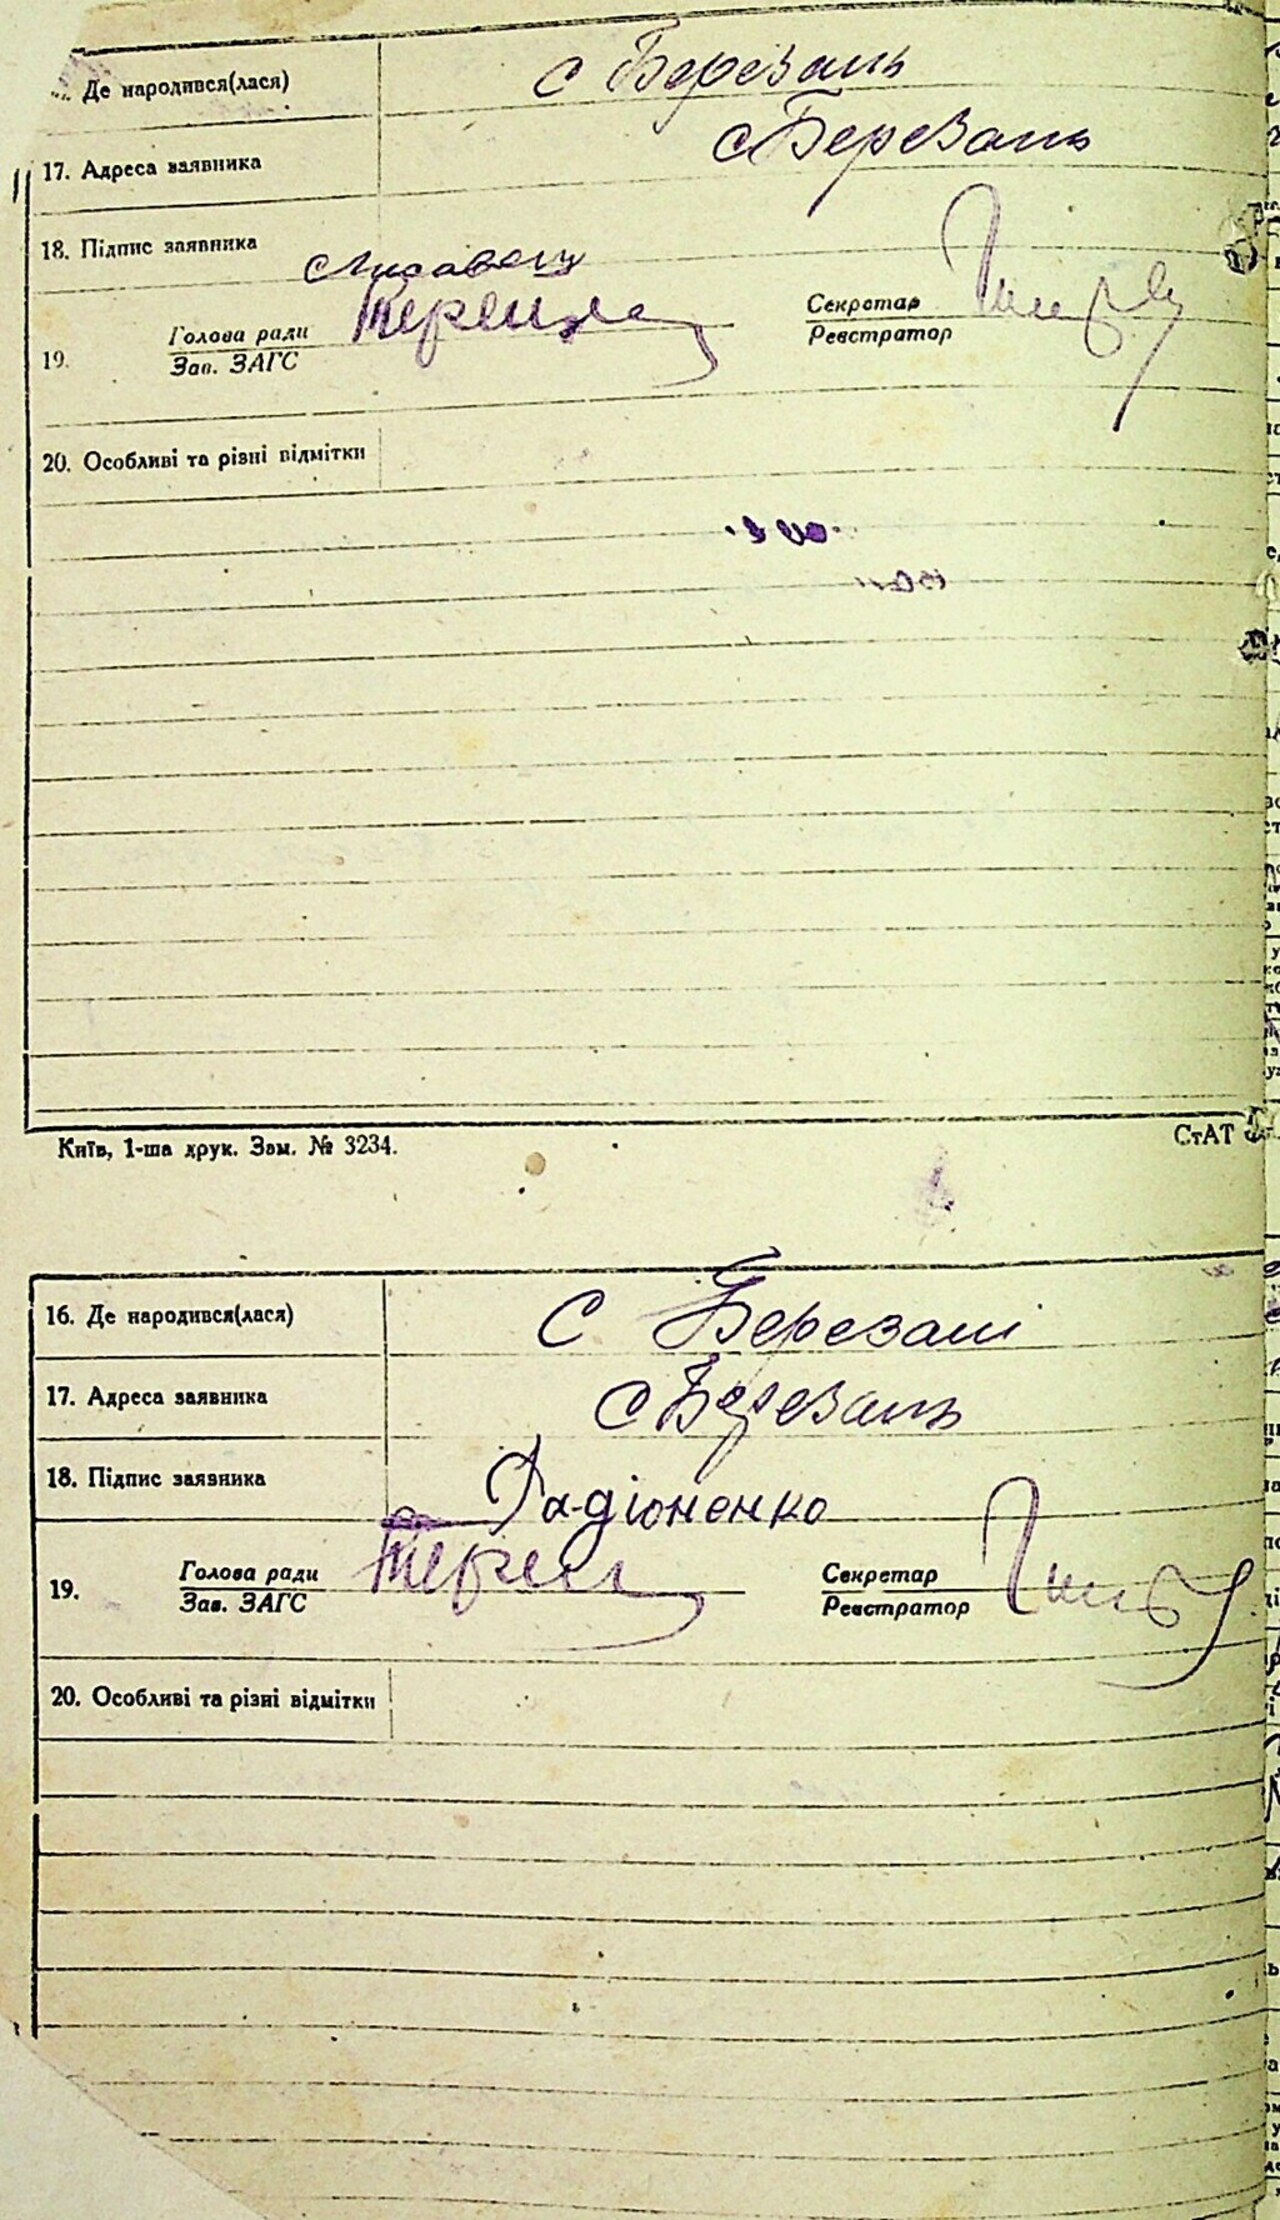 Де народився(лася) с Березань
17. Адреса заявника с Березань
18. Підпис заявника
Голова ради Секретар
19. Зав. ЗАГС Реєстратор
20. Особливі та різні відмітки
Київ, 1-ша друк. Зам. № 3234. СтАТ
16. Де народився(лася) С Березані
17. Адреса заявника с Березань
18. Підпис заявника Радіоненко
Голова ради Секретар
19. Зав. ЗАГС Реєстратор
20. Особливі та різні відмітки